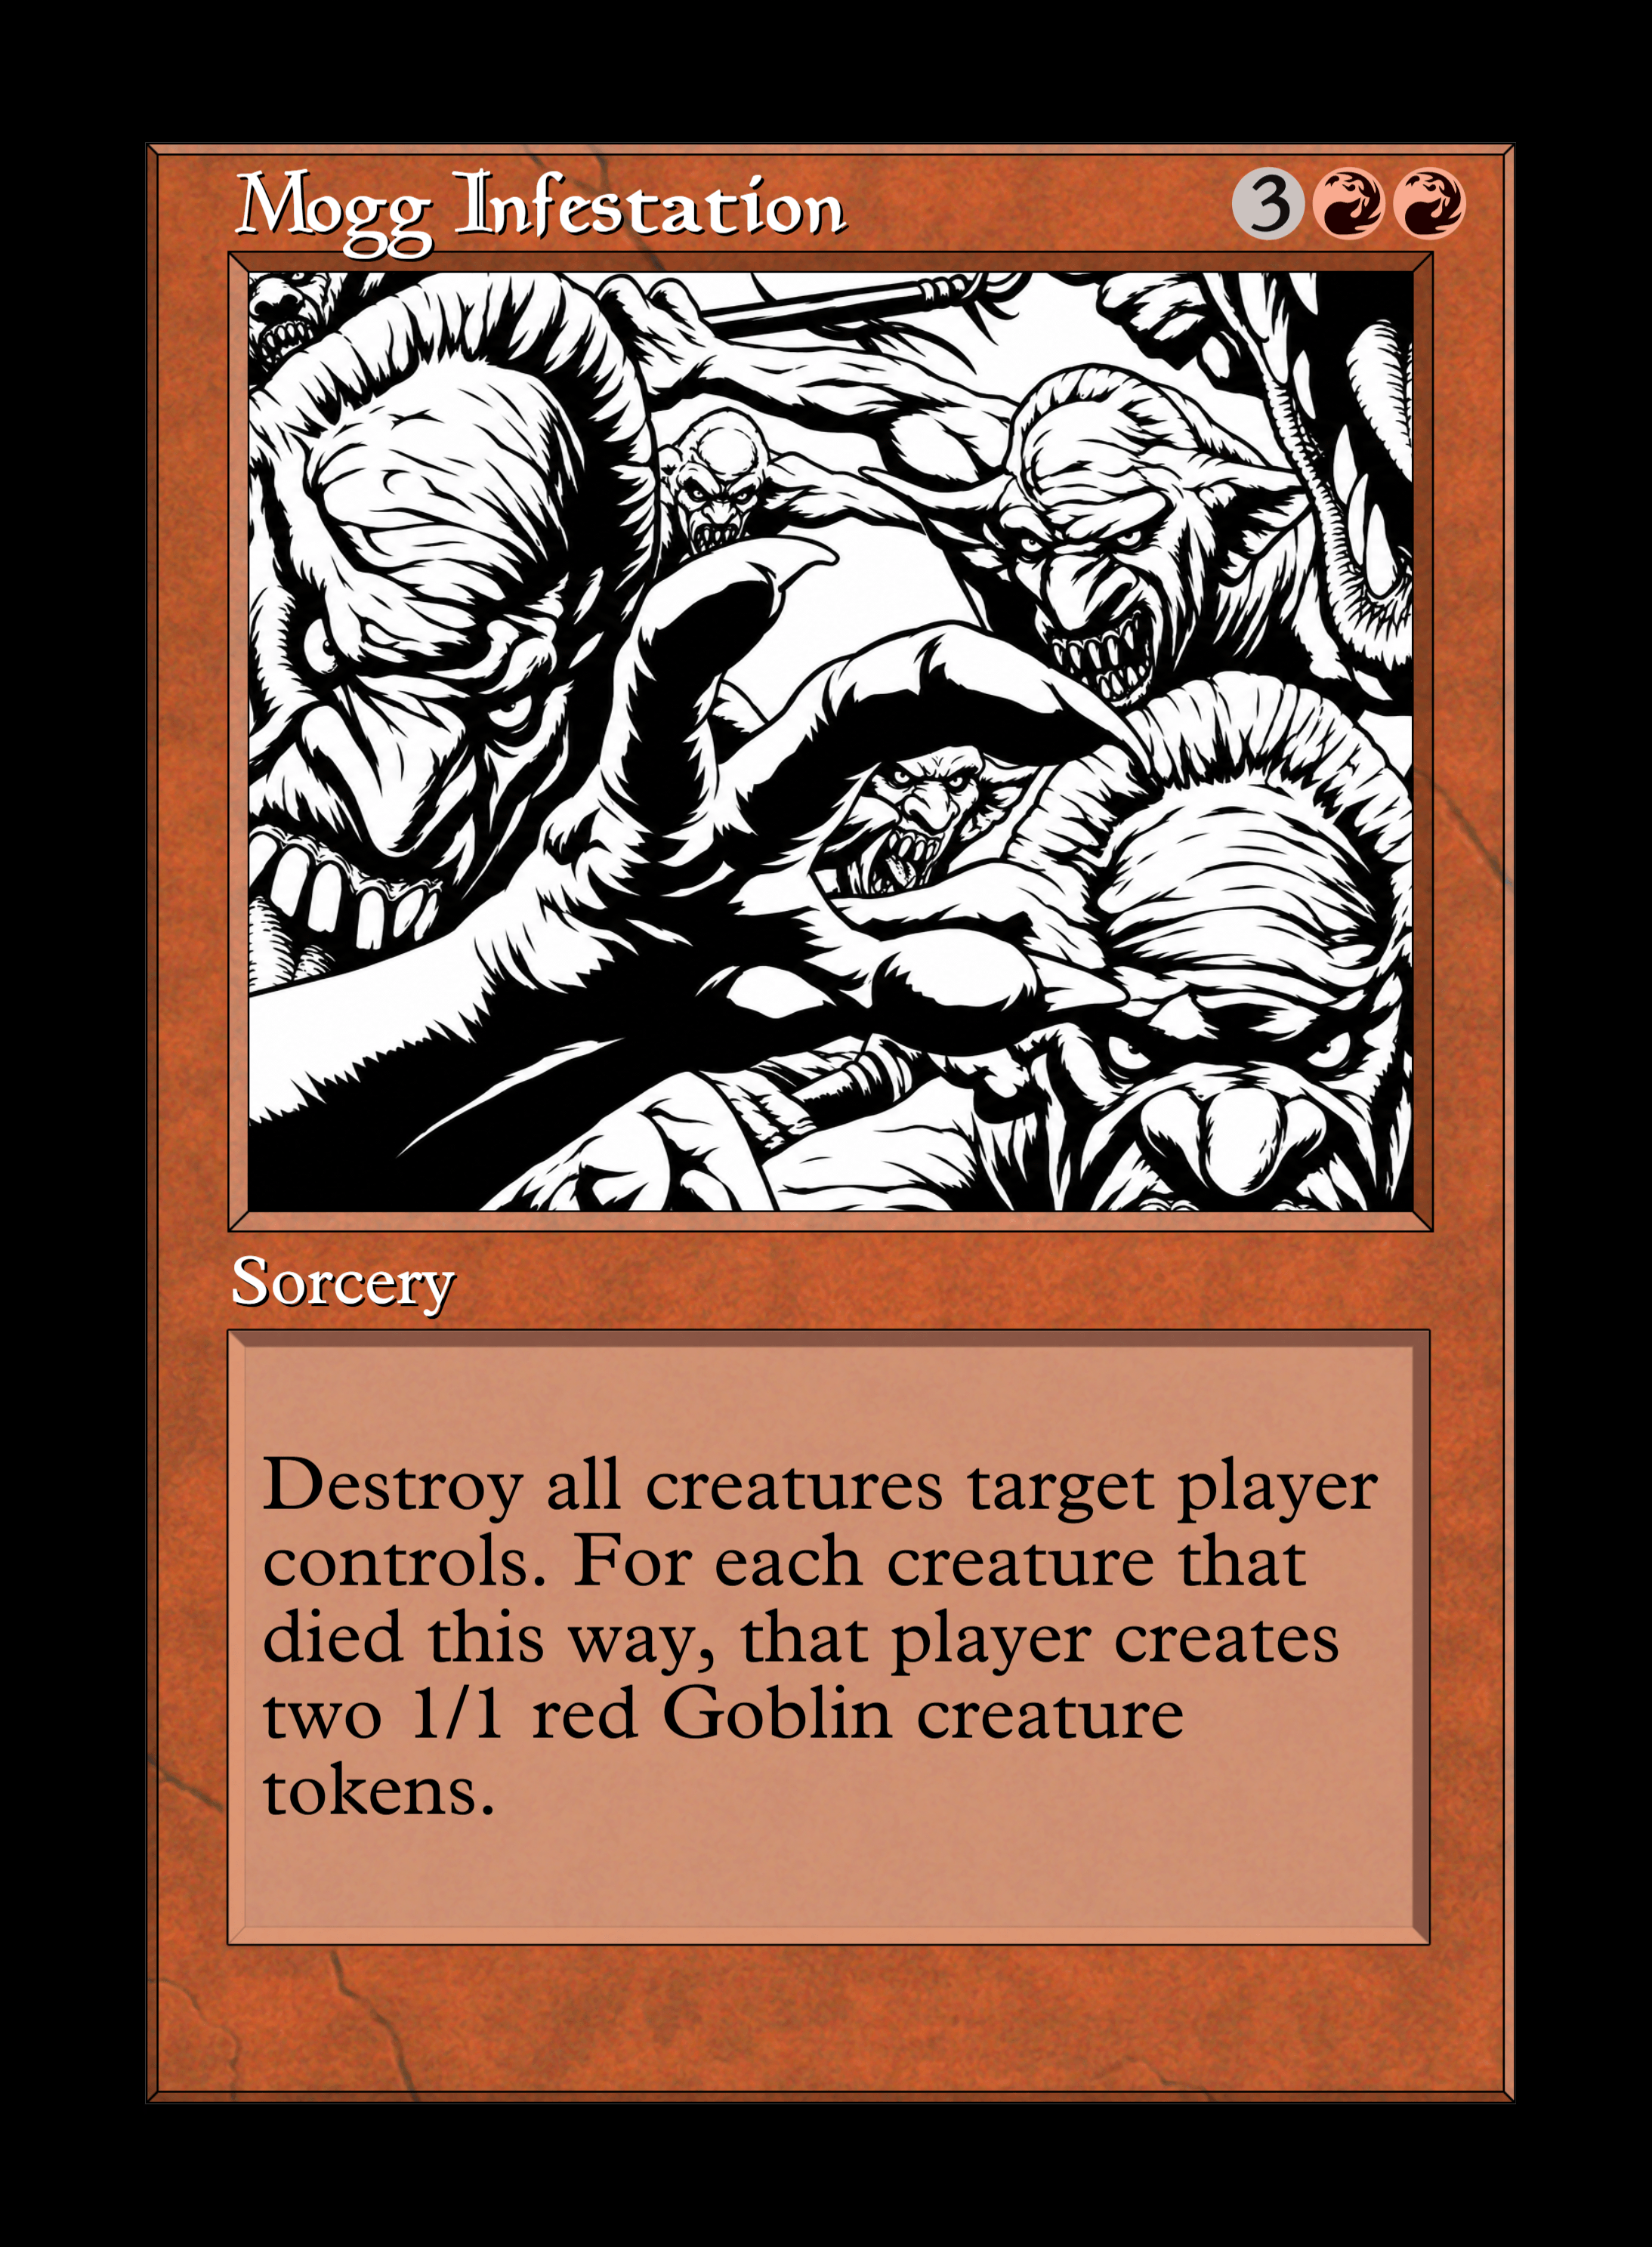 Mogg Infestation 3
Sorcery
Destroy all creatures target player
controls. For each creature that
died this way, that player creates
two 1/1 red Goblin creature
tokens.